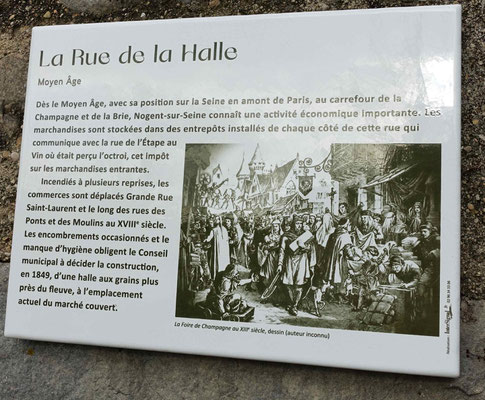 La Rue de la Halle
Moyen Âge
Dès le Moyen Âge, avec sa position sur la Seine en amont de Paris, au carrefour de la
Champagne et de la Brie, Nogent-sur-Seine connaît une activité économique importante. Les
marchandises sont stockées dans des entrepôts installés de chaque côté de cette rue qui
communique avec la rue de l'Étape au
Vin où était perçu l'octroi, cet impôt
sur les marchandises entrantes.
Incendiés à plusieurs reprises, les
commerces sont déplacés Grande Rue
Saint-Laurent et le long des rues des
Ponts et des Moulins au XVIIIe siècle.
Les encombrements occasionnés et le
manque d'hygiène obligent le Conseil
municipal à décider la construction,
en 1849, d'une halle aux grains plus
près du fleuve, à l'emplacement
actuel du marché couvert.
La Foire de Champagne au XIIIe siècle, dessin (auteur inconnu)